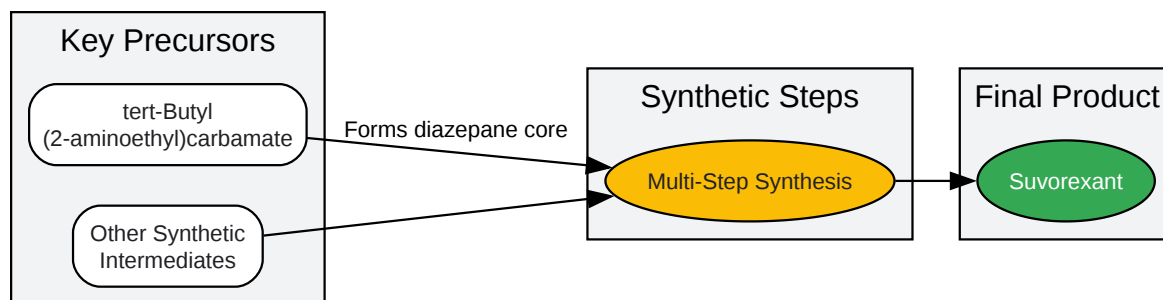 Key Precursors
tert-Butyl
(2-aminoethyl)carbamate
Other Synthetic
Intermediates
Forms diazepane core
Synthetic Steps
Multi-Step Synthesis
Final Product
Suvorexant